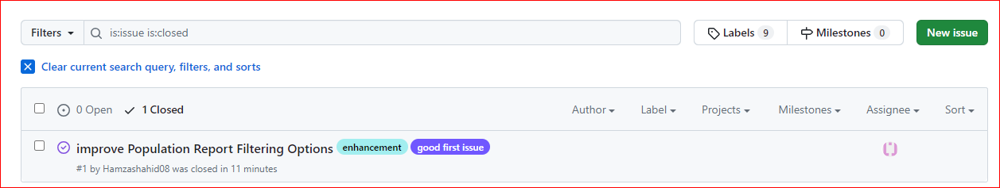 Filters is:issue is:closed Labels 9 Milestones 0 New issue
Clear current search query, filters, and sorts
0 Open 1 Closed Author Label Projects Milestones Assignee Sort
improve Population Report Filtering Options enhancement good first issue
#1 by Hamzashahid08 was closed in 11 minutes